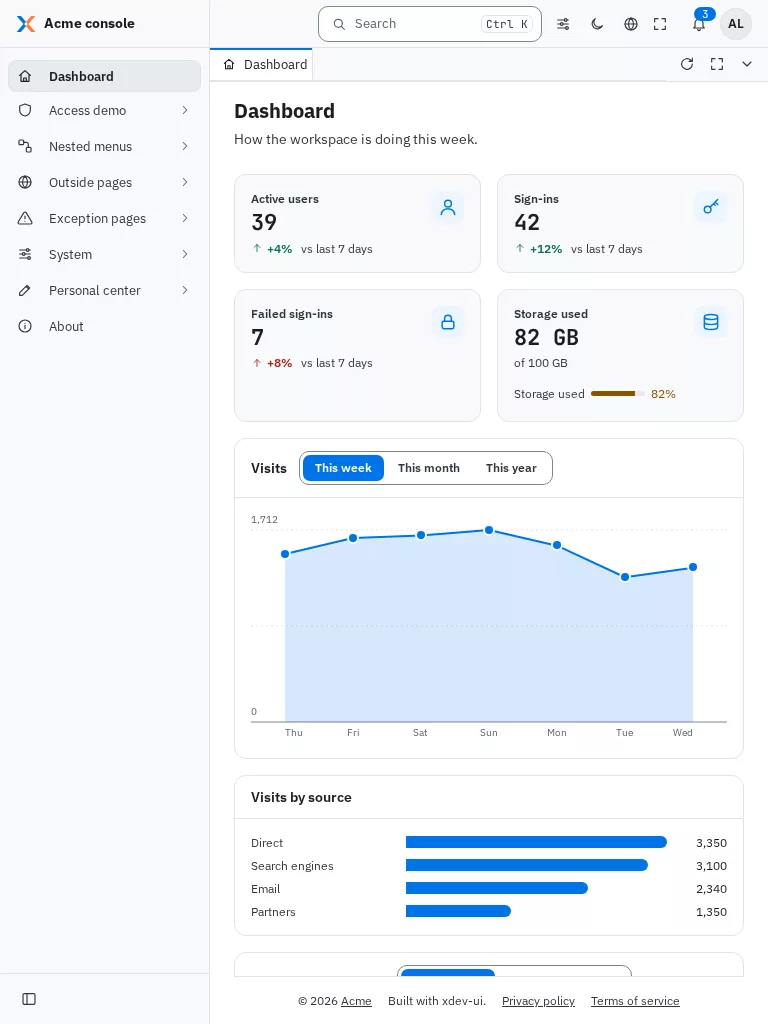 Acme console
Search
Ctrl K
3
AL
Dashboard
Access demo
Nested menus
Outside pages
Exception pages
System
Personal center
About
Dashboard
Dashboard
How the workspace is doing this week.
Active users
39
↑ +4% vs last 7 days
Sign-ins
42
↑ +12% vs last 7 days
Failed sign-ins
7
↑ +8% vs last 7 days
Storage used
82 GB
of 100 GB
Storage used 82%
Visits
This week
This month
This year
1,712
0
Thu Fri Sat Sun Mon Tue Wed
Visits by source
Direct 3,350
Search engines 3,100
Email 2,340
Partners 1,350
© 2026 Acme Built with xdev-ui. Privacy policy Terms of service